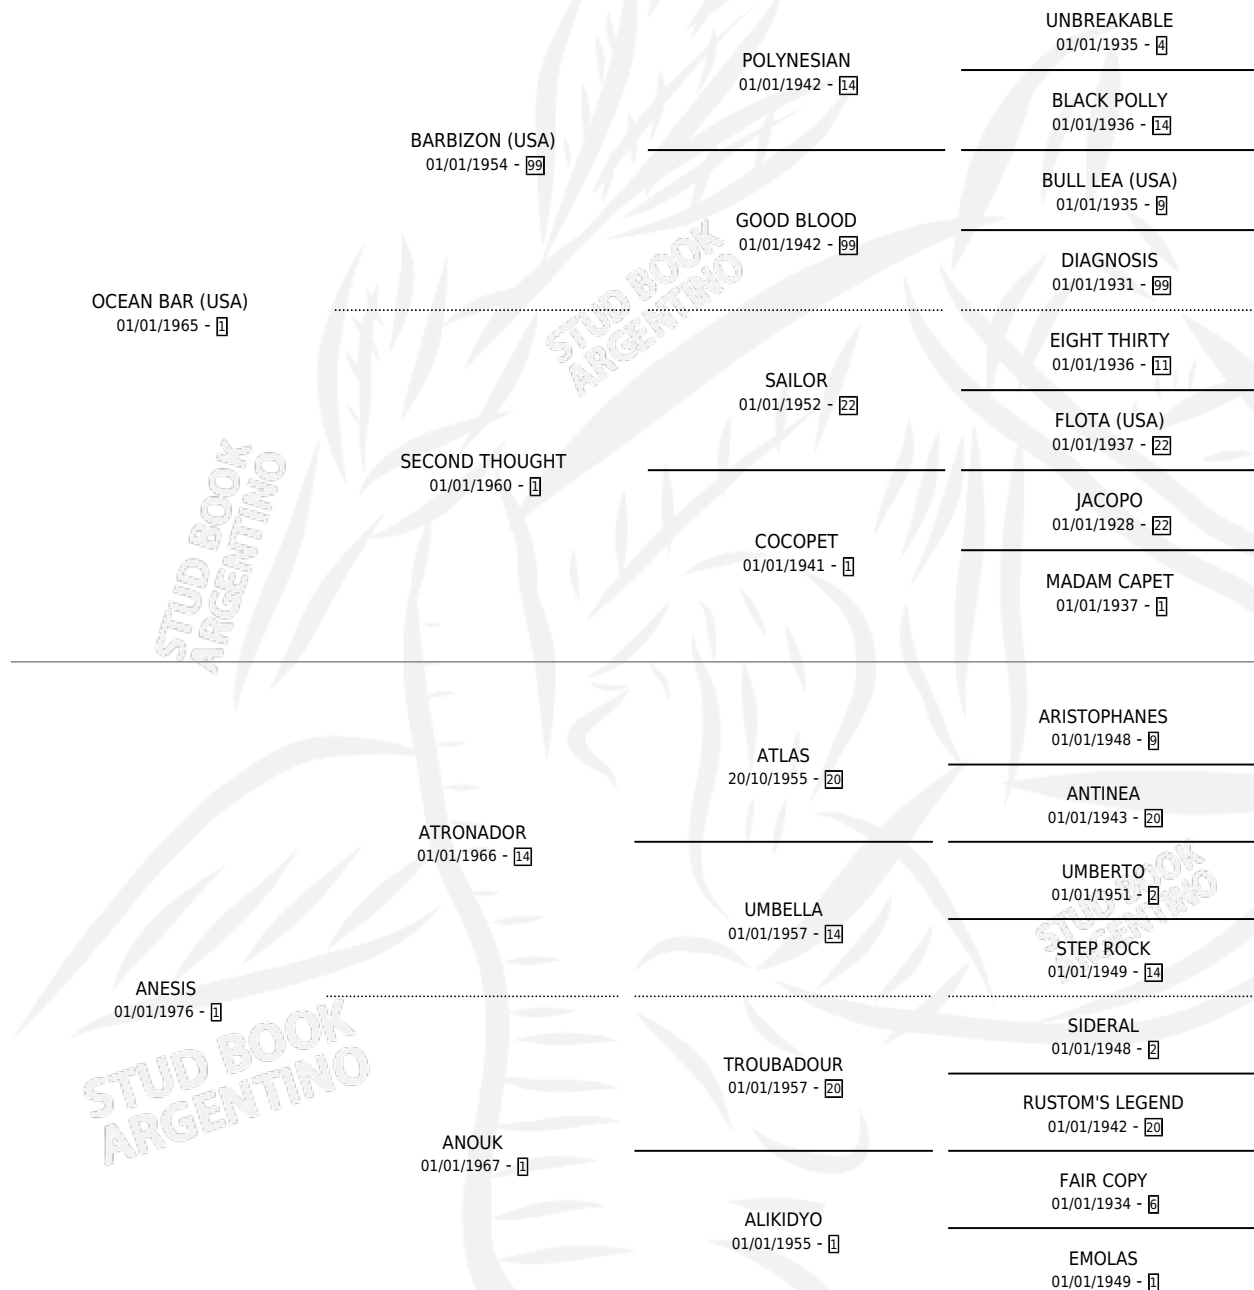 UNBREAKABLE
01/01/1935 - 4
POLYNESIAN
01/01/1942 - 14
BLACK POLLY
01/01/1936 - 14
BARBIZON (USA)
01/01/1954 - 99
BULL LEA (USA)
01/01/1935 - 9
GOOD BLOOD
01/01/1942 - 99
DIAGNOSIS
01/01/1931 - 99
OCEAN BAR (USA)
01/01/1965 - 1
STUD BOOK
ARGENTINO
EIGHT THIRTY
01/01/1936 - 11
SAILOR
01/01/1952 - 22
FLOTA (USA)
01/01/1937 - 22
SECOND THOUGHT
01/01/1960 - 1
STUD BOOK
ARGENTINO
JACOPO
01/01/1928 - 22
COCOPET
01/01/1941 - 1
MADAM CAPET
01/01/1937 - 1
ARISTOPHANES
01/01/1948 - 9
ATLAS
20/10/1955 - 20
ANTINEA
01/01/1943 - 20
ATRONADOR
01/01/1966 - 14
UMBERTO
01/01/1951 - 2
UMBELLA
01/01/1957 - 14
STUD BOOK
ARGENTINO
STEP ROCK
01/01/1949 - 14
ANESIS
01/01/1976 - 1
STUD BOOK
ARGENTINO
SIDERAL
01/01/1948 - 2
TROUBADOUR
01/01/1957 - 20
RUSTOM'S LEGEND
01/01/1942 - 20
ANOUK
01/01/1967 - 1
FAIR COPY
01/01/1934 - 6
ALIKIDYO
01/01/1955 - 1
EMOLAS
01/01/1949 - 1